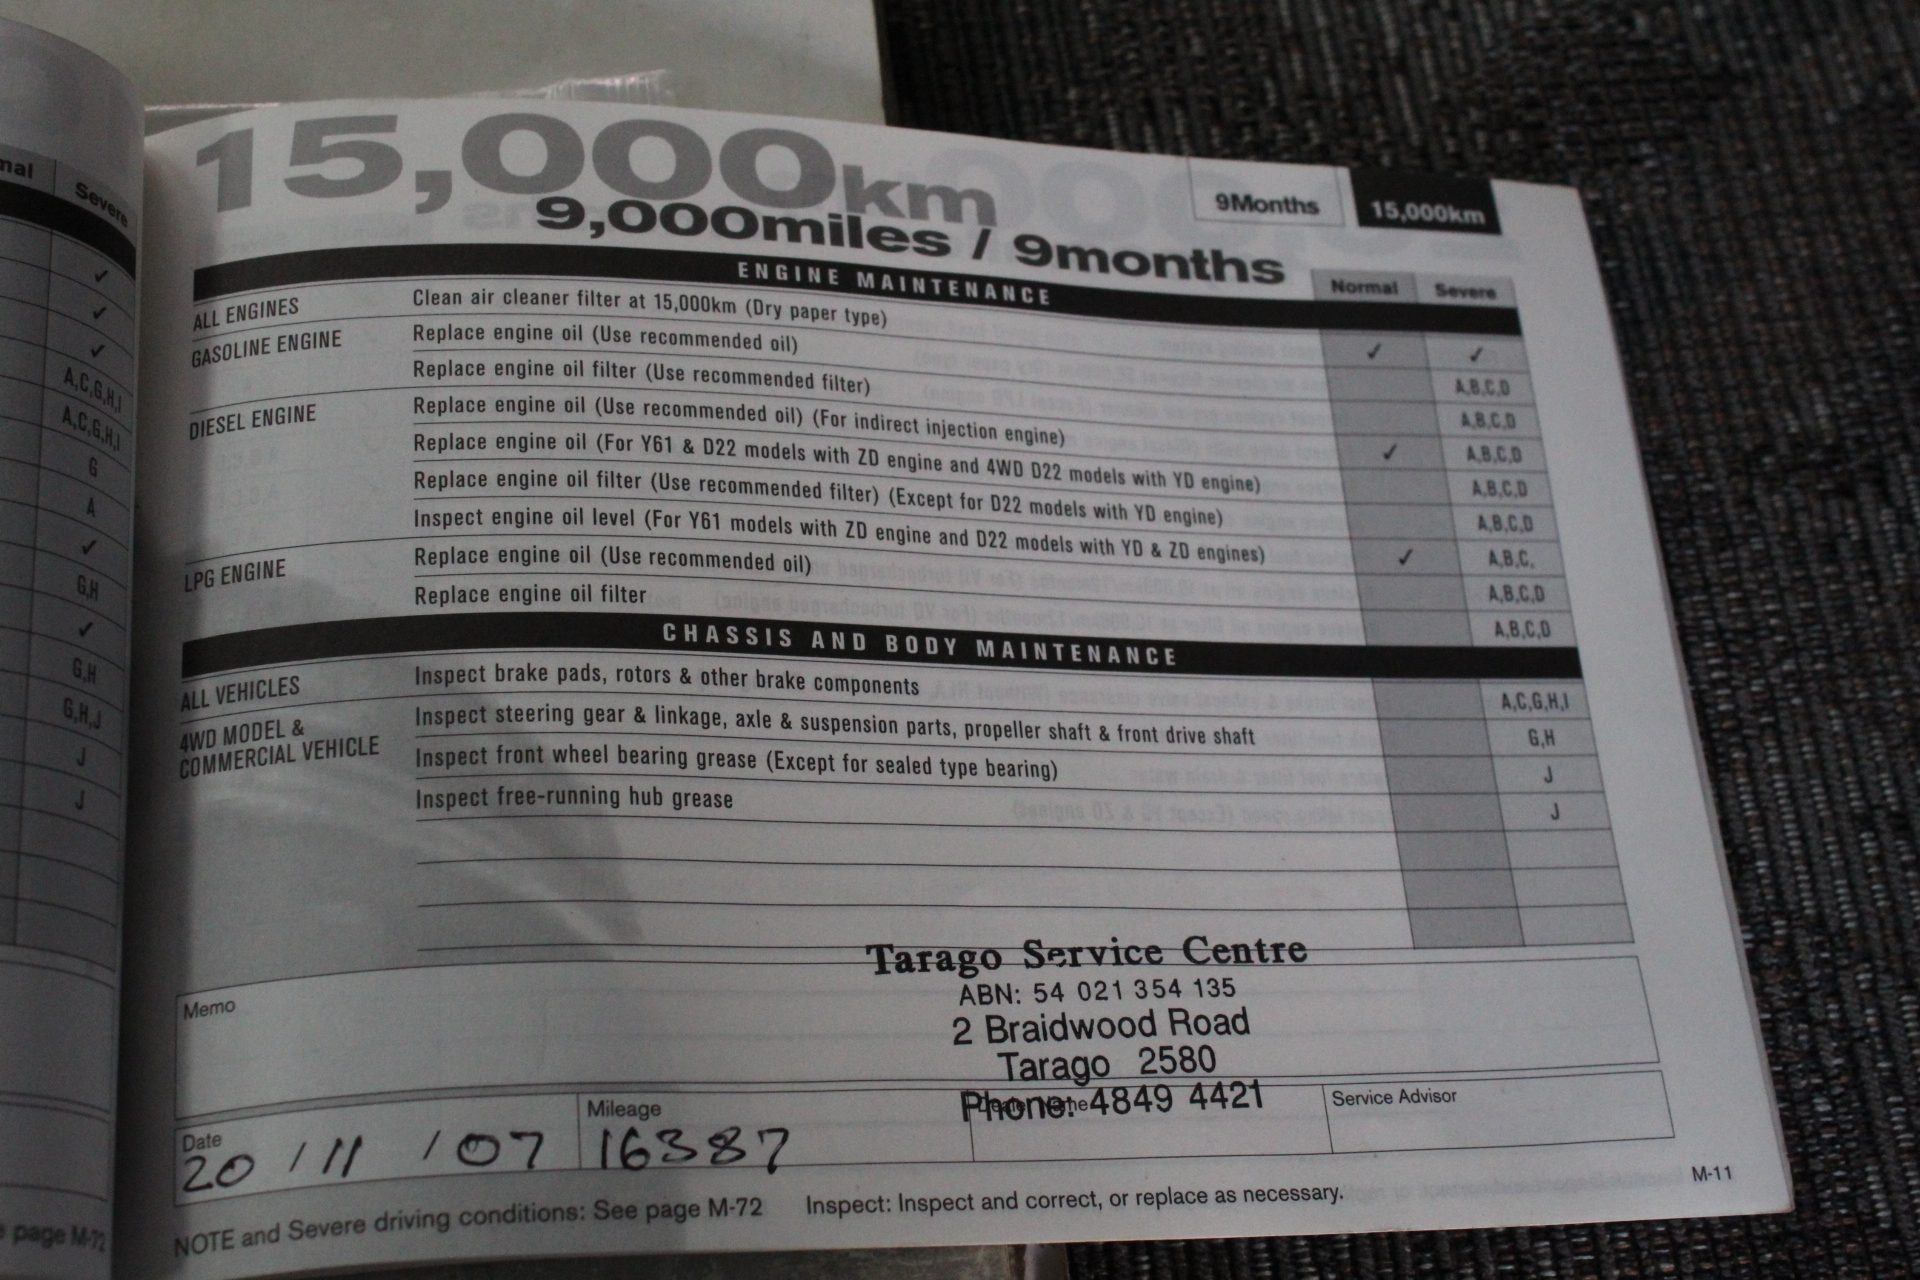 nal Severe
✓
✓
✓
A,C,G,H,I
A,C,G,H,I
G
A
✓
G,H
✓
G,H
G,H,J
J
J
page M-72
15,000km
9,000miles / 9months
9Months 15,000km
Normal Severe
ENGINE MAINTENANCE
ALL ENGINES Clean air cleaner filter at 15,000km (Dry paper type) ✓ ✓
GASOLINE ENGINE Replace engine oil (Use recommended oil) A,B,C,D
Replace engine oil filter (Use recommended filter) A,B,C,D
DIESEL ENGINE Replace engine oil (Use recommended oil) (For indirect injection engine) ✓ A,B,C,D
Replace engine oil (For Y61 & D22 models with ZD engine and 4WD D22 models with YD engine) A,B,C,D
Replace engine oil filter (Use recommended filter) (Except for D22 models with YD engine) A,B,C,D
Inspect engine oil level (For Y61 models with ZD engine and D22 models with YD & ZD engines) ✓ A,B,C,
LPG ENGINE Replace engine oil (Use recommended oil) A,B,C,D
Replace engine oil filter A,B,C,D
CHASSIS AND BODY MAINTENANCE
ALL VEHICLES Inspect brake pads, rotors & other brake components A,C,G,H,I
4WD MODEL &
COMMERCIAL VEHICLE
Inspect steering gear & linkage, axle & suspension parts, propeller shaft & front drive shaft G,H
Inspect front wheel bearing grease (Except for sealed type bearing) J
Inspect free-running hub grease J
Tarago Service Centre
ABN: 54 021 354 135
2 Braidwood Road
Tarago 2580
Phone: 4849 4421
Memo
Date
20 / 11 / 07
Mileage
16387
Service Advisor
NOTE and Severe driving conditions: See page M-72 Inspect: Inspect and correct, or replace as necessary.
M-11